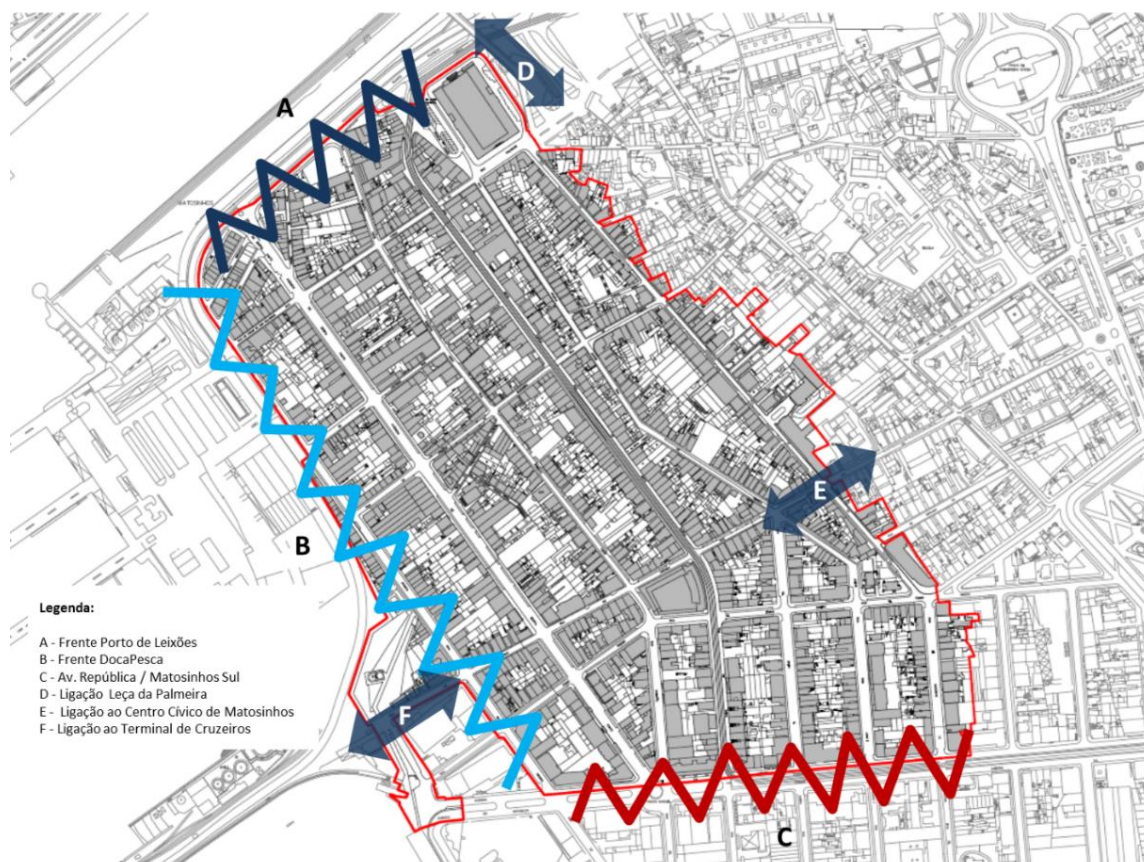 D
A
MATOSINHOS
E
B
Legenda:
A - Frente Porto de Leixões
B - Frente DocaPesca
C - Av. República / Matosinhos Sul
D - Ligação Leça da Palmeira
E - Ligação ao Centro Cívico de Matosinhos
F - Ligação ao Terminal de Cruzeiros
F
C